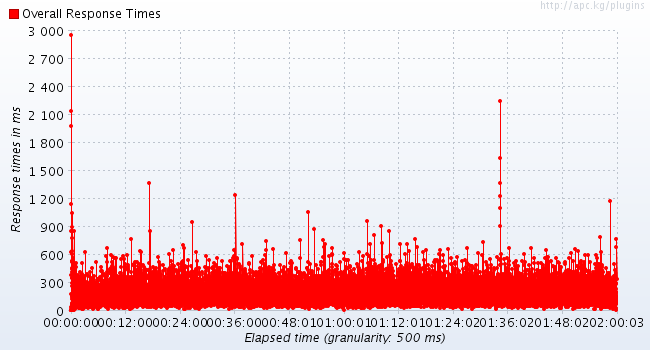 http://apc.kg/plugins
Overall Response Times
3 000
2 700
2 400
2 100
1 800
1 500
1 200
900
600
300
0
Response times in ms
00:00:00 00:12:00 00:24:00 00:36:00 00:48:00 01:00:00 01:12:00 01:24:00 01:36:00 01:48:00 02:00:03
Elapsed time (granularity: 500 ms)